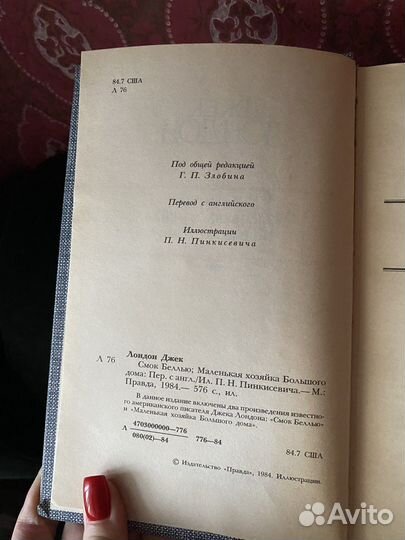 84.7 США
Л 76
Под общей редакцией
Г. П. Злобина
Перевод с английского
Иллюстрации
П. Н. Пинкисевича
Лондон Джек
Л 76
Смок Беллью; Маленькая хозяйка Большого
дома: Пер. с англ./Ил. П. Н. Пинкисевича.— М.:
Правда, 1984.— 576 с., ил.
В данное издание включены два произведения известно-
го американского писателя Джека Лондона: «Смок Беллью»
и «Маленькая хозяйка Большого дома».
Л 4703000000—776 776—84
080(02)—84
84.7 США
© Издательство «Правда», 1984. Иллюстрации.
Avito